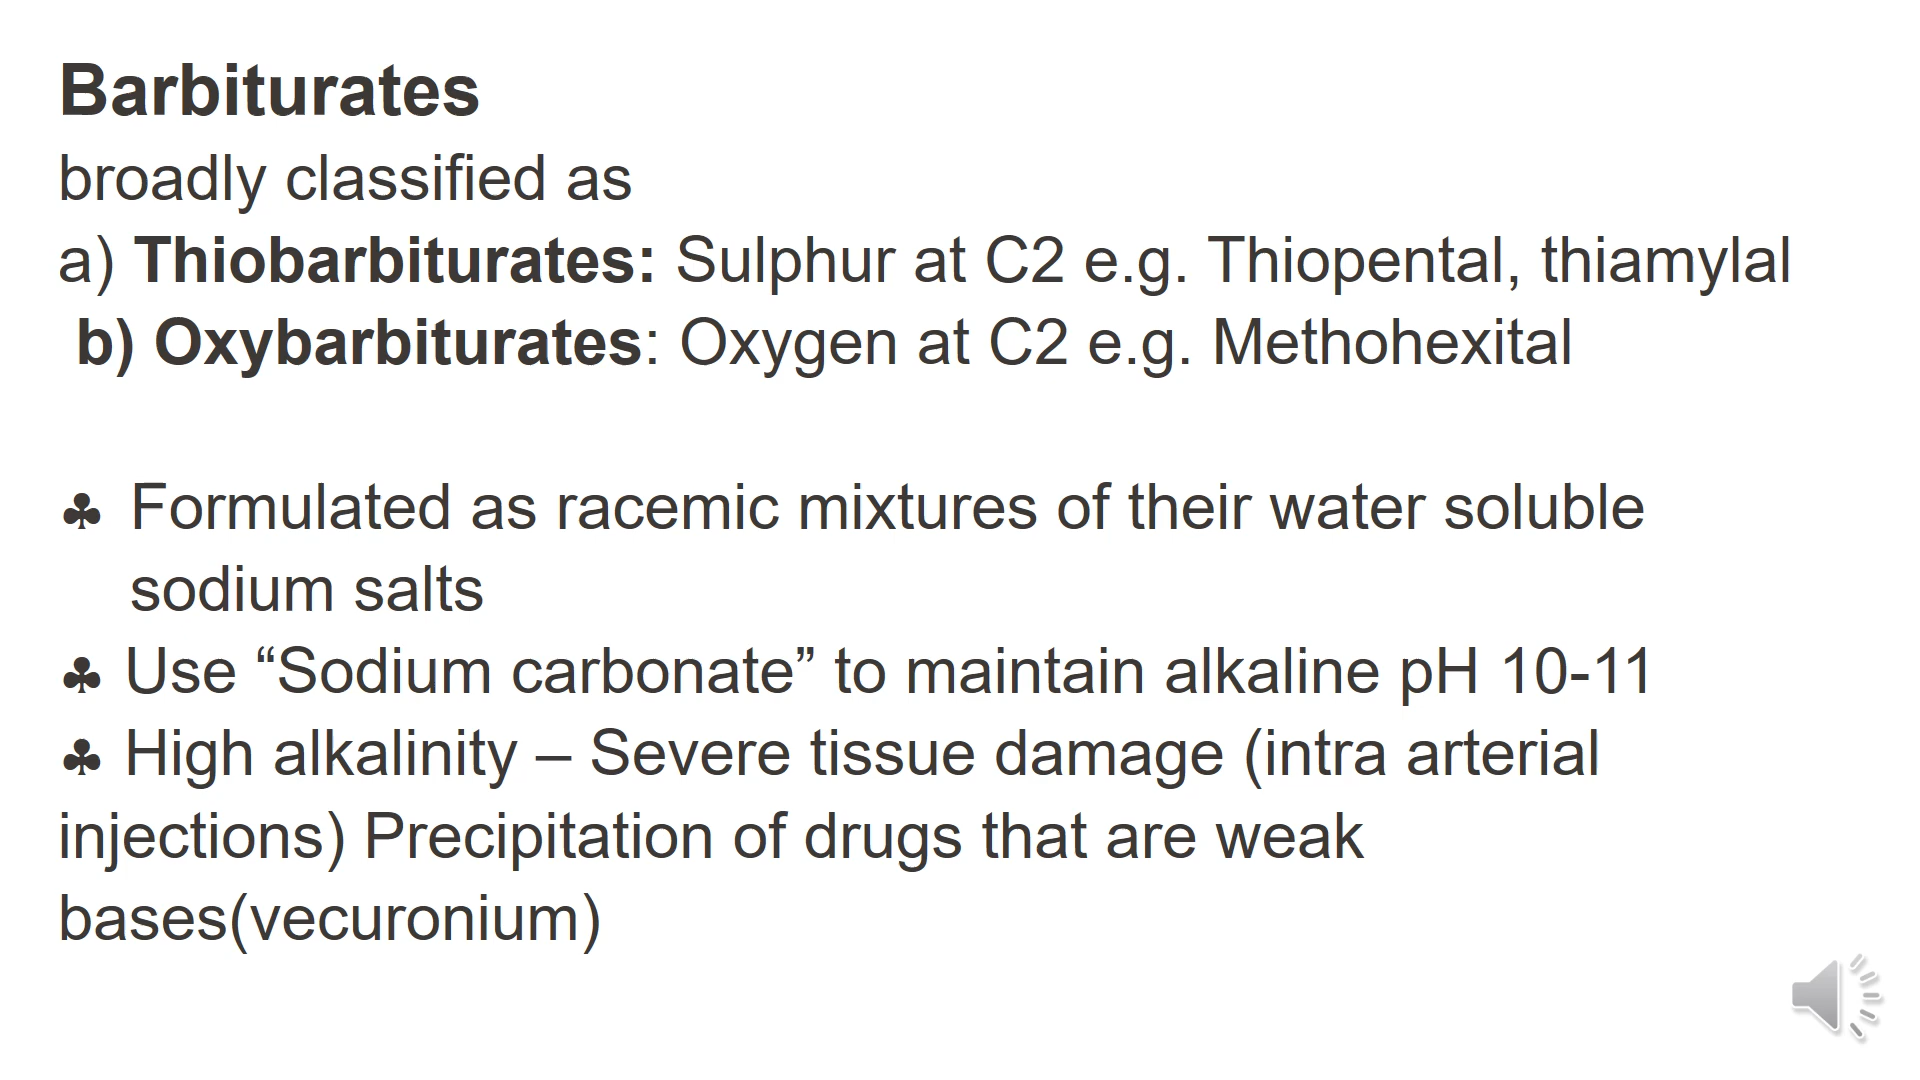 Barbiturates
broadly classified as
a) Thiobarbiturates: Sulphur at C2 e.g. Thiopental, thiamylal
b) Oxybarbiturates: Oxygen at C2 e.g. Methohexital
♣ Formulated as racemic mixtures of their water soluble
sodium salts
♣ Use “Sodium carbonate” to maintain alkaline pH 10-11
♣ High alkalinity – Severe tissue damage (intra arterial
injections) Precipitation of drugs that are weak
bases(vecuronium)